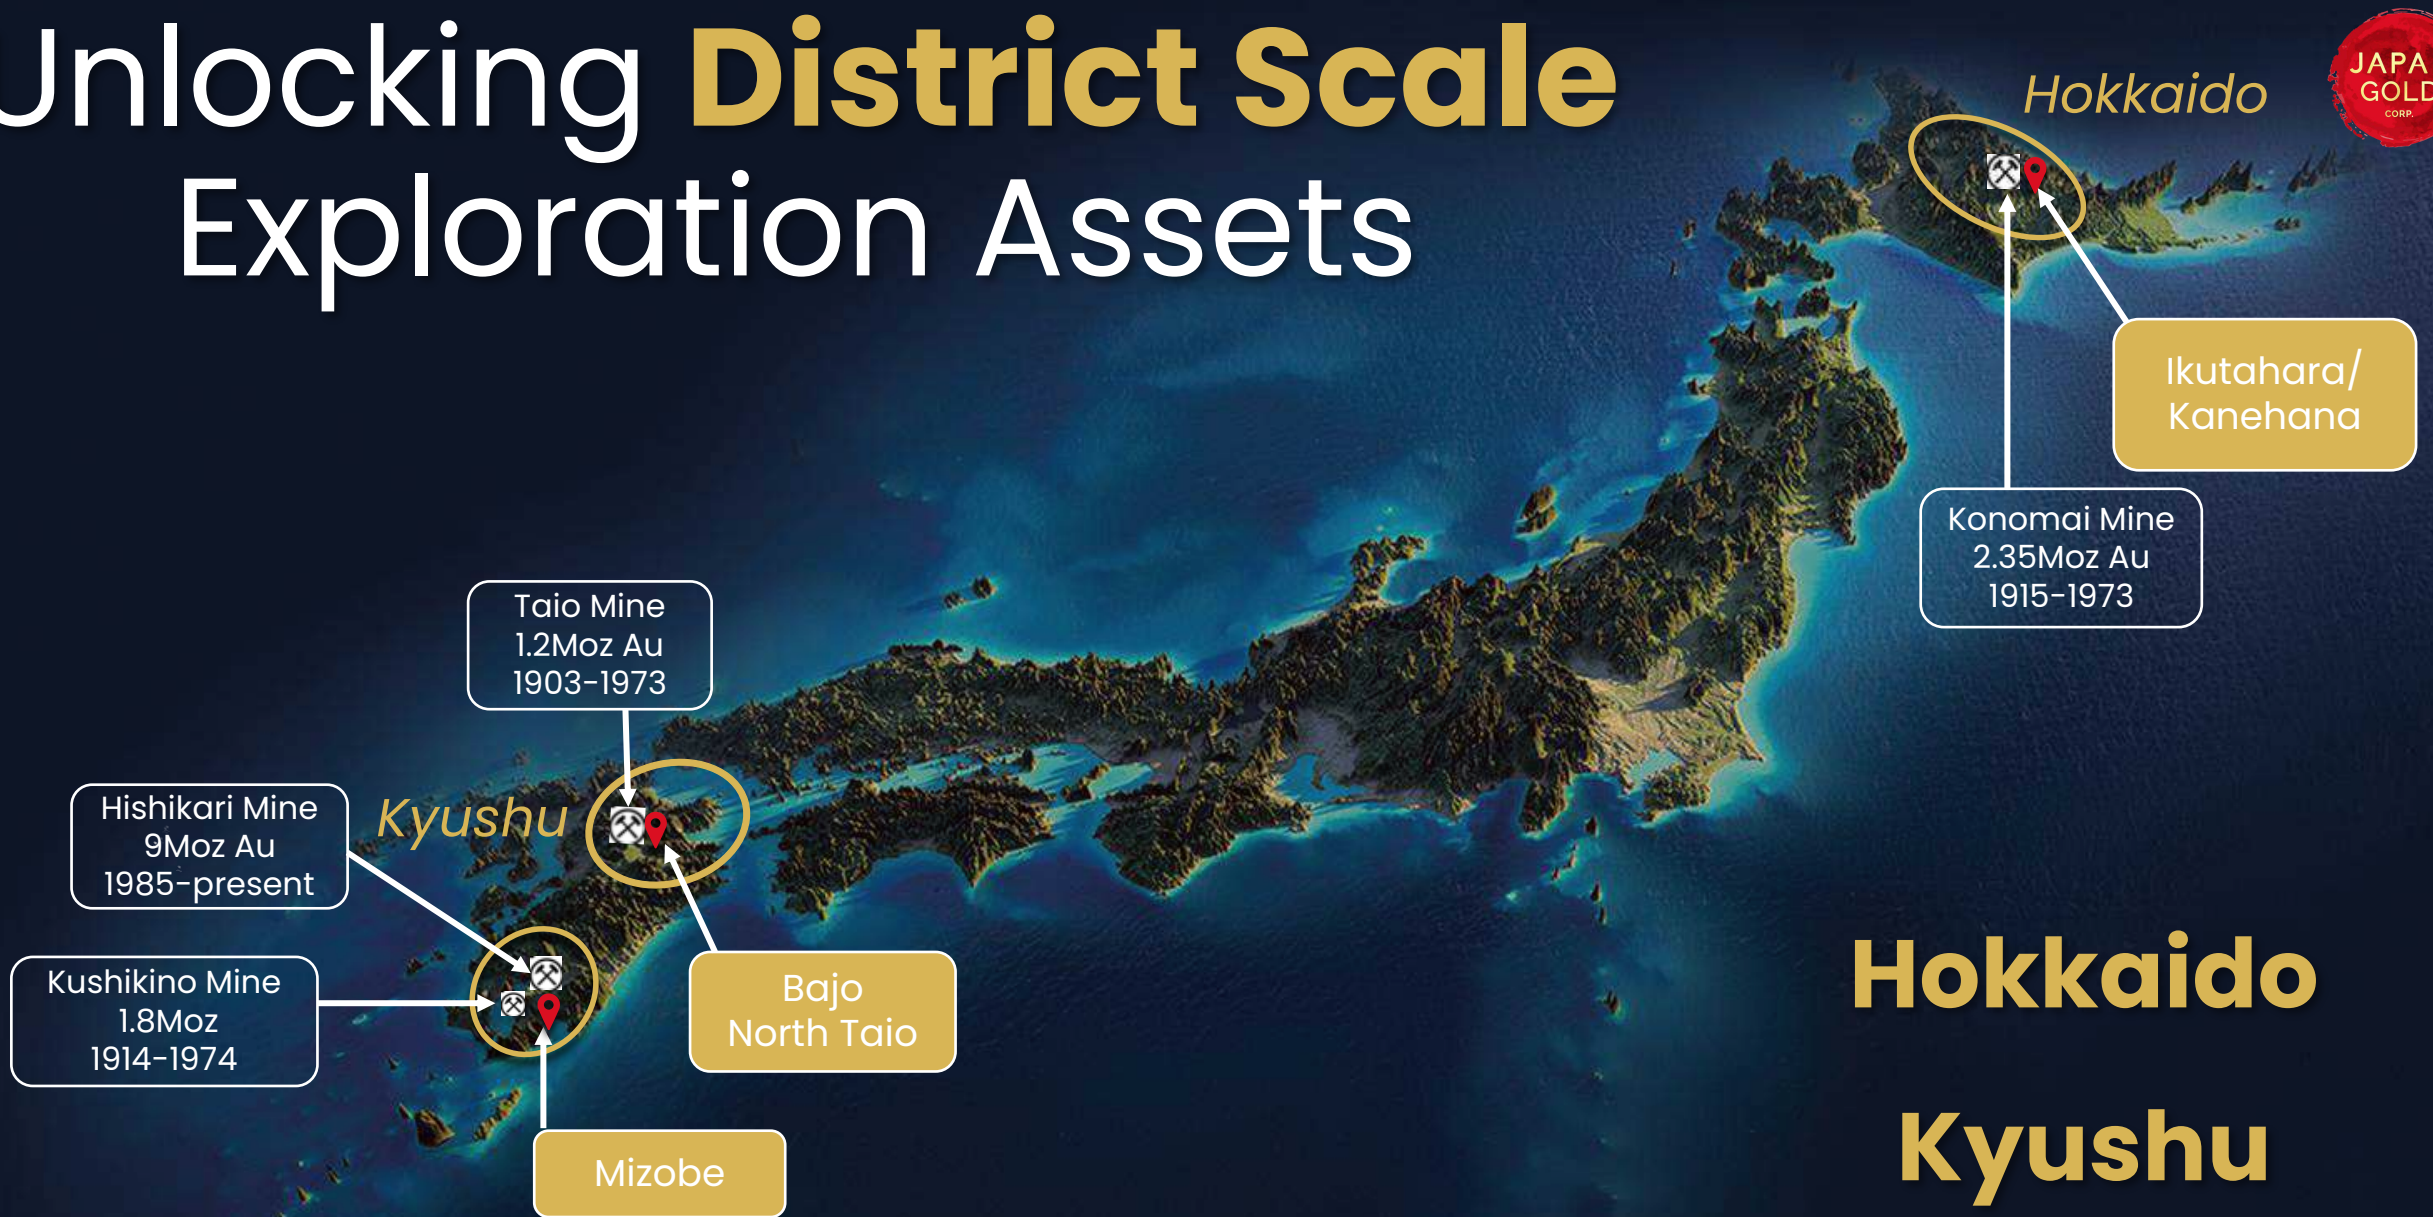 Unlocking District Scale
Exploration Assets
Hokkaido
JAPA
GOLD
CORP.
Ikutahara/
Kanehana
Konomai Mine
2.35Moz Au
1915-1973
Taio Mine
1.2Moz Au
1903-1973
Kyushu
Hishikari Mine
9Moz Au
1985-present
Kushikino Mine
1.8Moz
1914-1974
Bajo
North Taio
Mizobe
Hokkaido
Kyushu